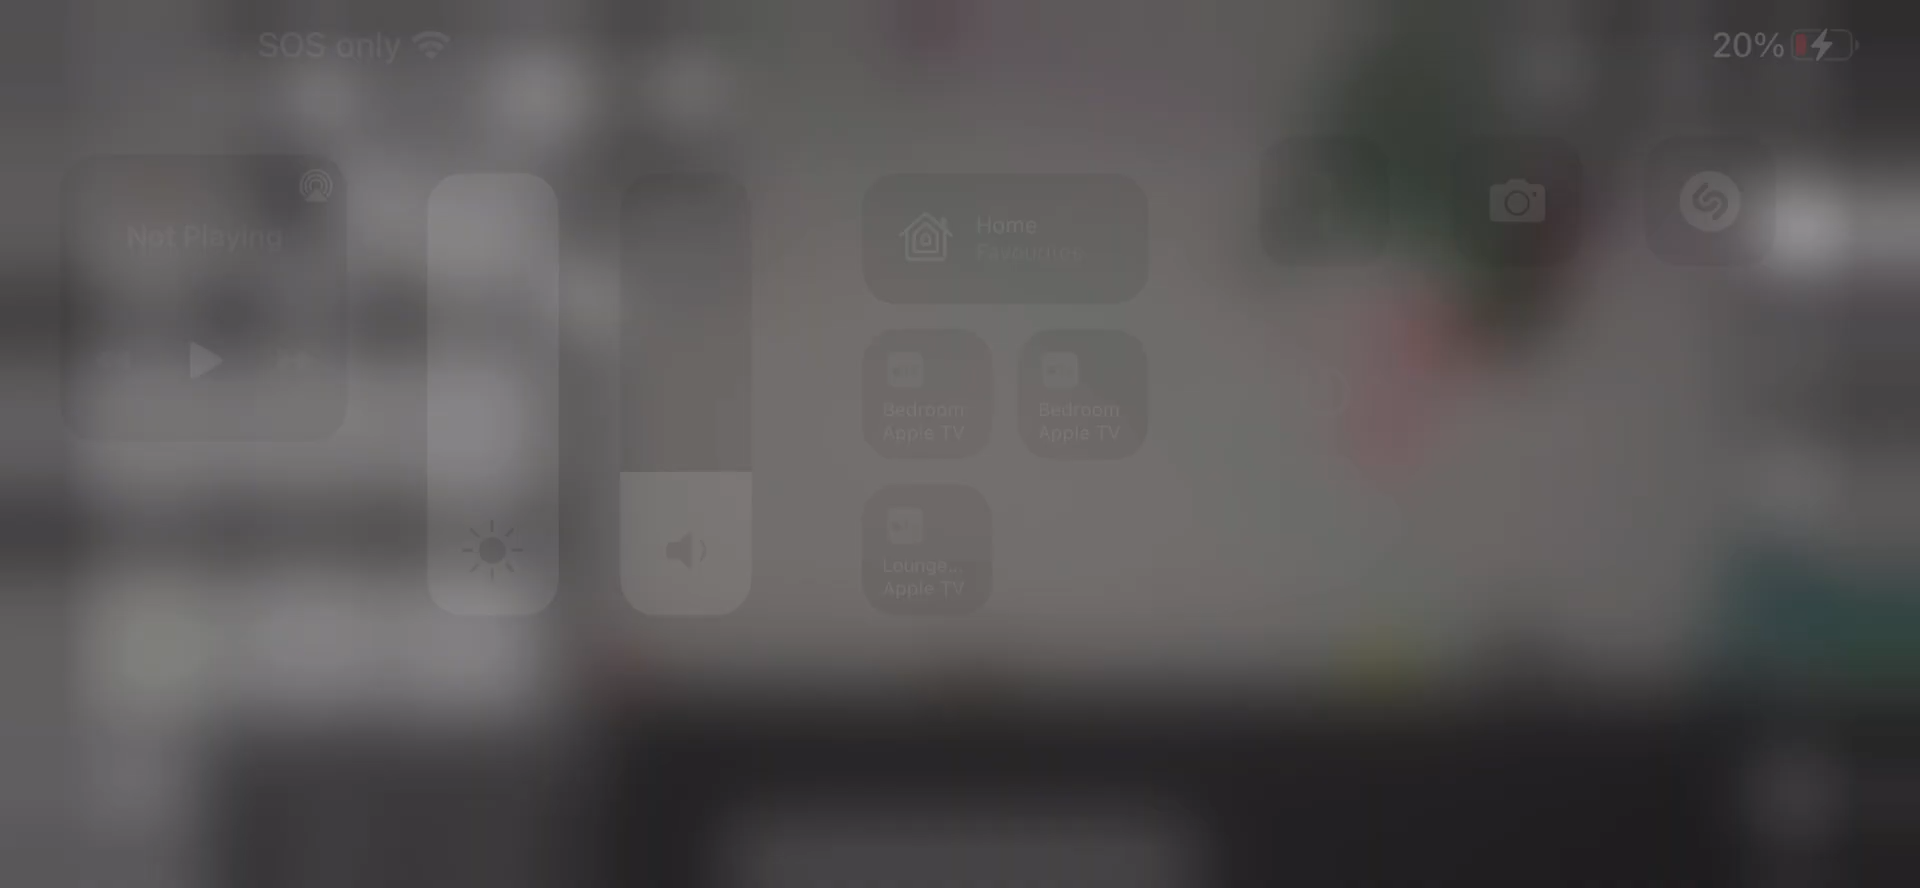 SOS only
20%
Not Playing
Home
Favourites
Bedroom
Apple TV
Bedroom
Apple TV
Lounge...
Apple TV